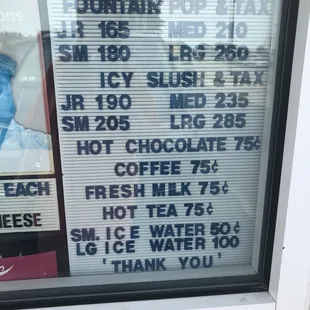 FOUNTAIN POP & TAX
JR 165 MED 210
SM 180 LRG 260
ICY SLUSH & TAX
JR 190 MED 235
SM 205 LRG 285
HOT CHOCOLATE 75¢
COFFEE 75¢
FRESH MILK 75¢
HOT TEA 75¢
SM. ICE WATER 50¢
LG ICE WATER 100
'THANK YOU'
EACH
HEESE
ons